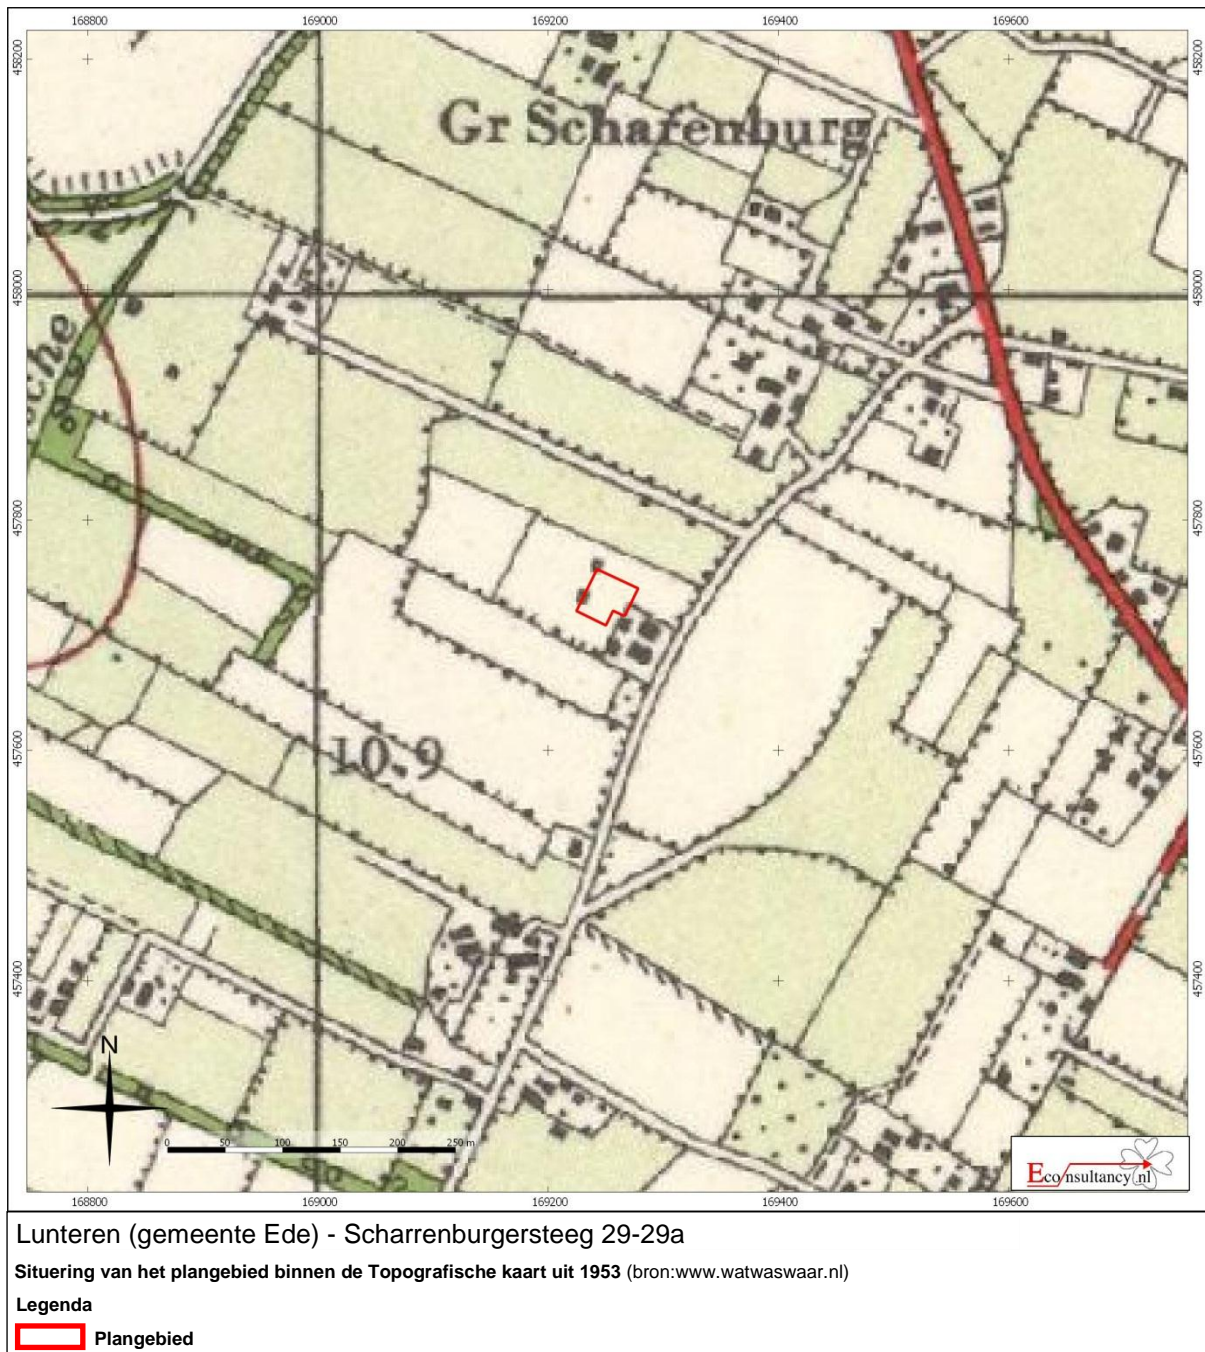 168800 169000 169200 169400 169600
458200 458200
Gr Scharenburg
458000 458000
sche
457800 457800
10.9
457600 457600
457400 457400
N
0 50 100 150 200 250 m
Econsultancy.nl
168800 169000 169200 169400 169600
Lunteren (gemeente Ede) - Scharrenburgersteeg 29-29a
Situering van het plangebied binnen de Topografische kaart uit 1953 (bron:www.watwaswaar.nl)
Legenda
Plangebied